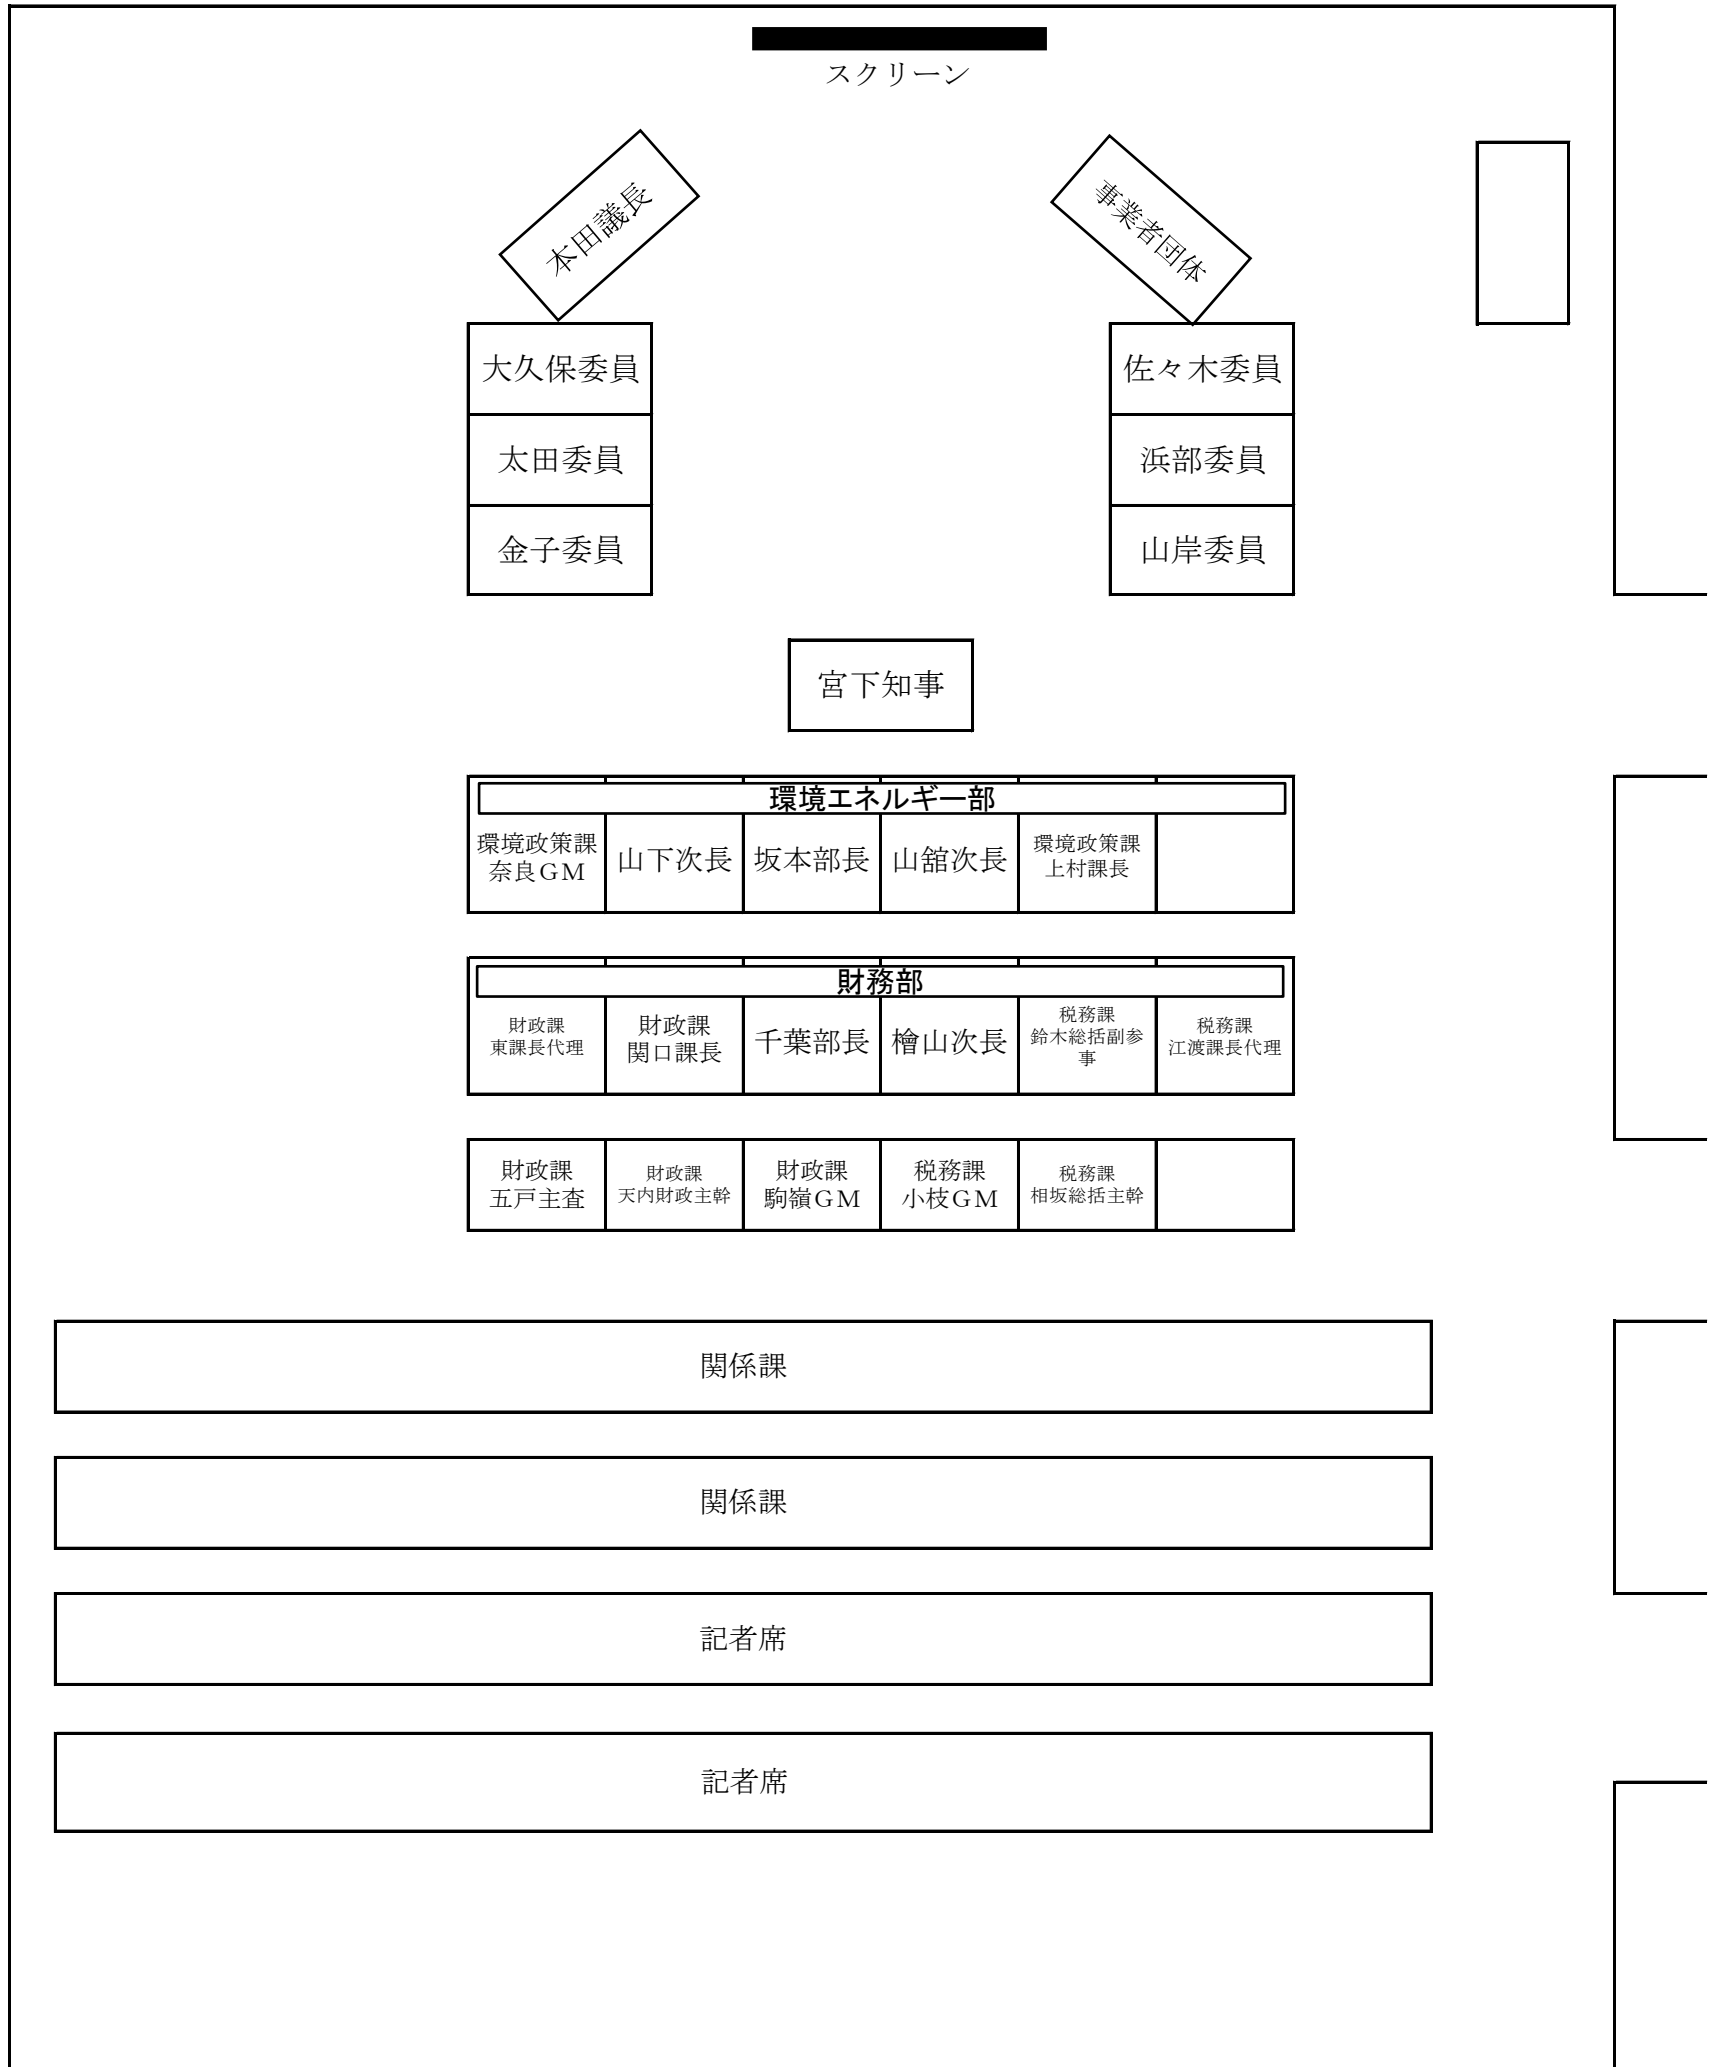 スクリーン
本田議長
事業者団体
大久保委員
佐々木委員
太田委員
浜部委員
金子委員
山岸委員
宮下知事
環境エネルギー部
環境政策課
奈良GM
山下次長
坂本部長
山舘次長
環境政策課
上村課長
財務部
財政課
東課長代理
財政課
関口課長
千葉部長
檜山次長
税務課
鈴木総括副参
事
税務課
江渡課長代理
財政課
五戸主査
財政課
天内財政主幹
財政課
駒嶺GM
税務課
小枝GM
税務課
相坂総括主幹
関係課
関係課
記者席
記者席